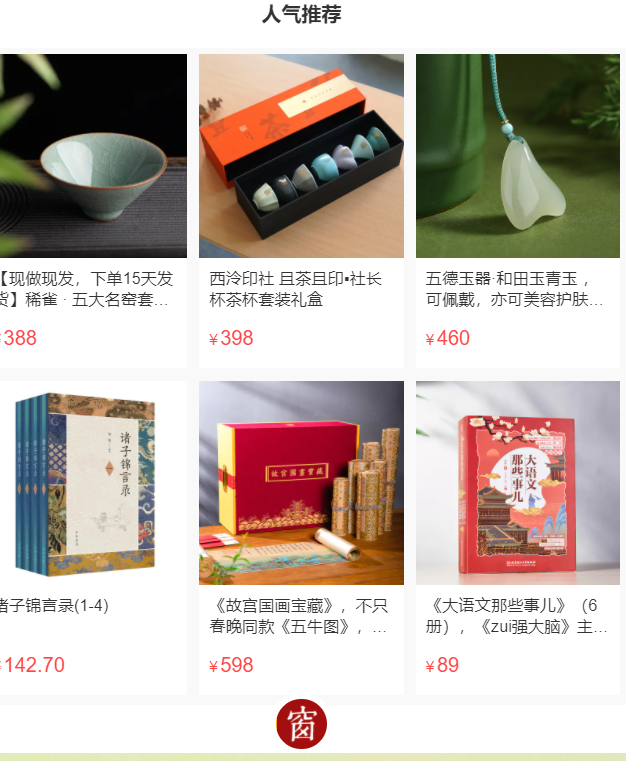 人气推荐
【现做现发，下单15天发
货】稀雀 · 五大名窑套…
388
西泠印社 且茶且印▪社长
杯茶杯套装礼盒
¥398
五德玉器·和田玉青玉，
可佩戴，亦可美容护肤…
¥460
诸子锦言录
诸子锦言录(1-4)
142.70
故宫国画宝藏
《故宫国画宝藏》，不只
春晚同款《五牛图》，…
¥598
大语文
那些事儿
《大语文那些事儿》（6
册），《zui强大脑》主…
¥89
窗